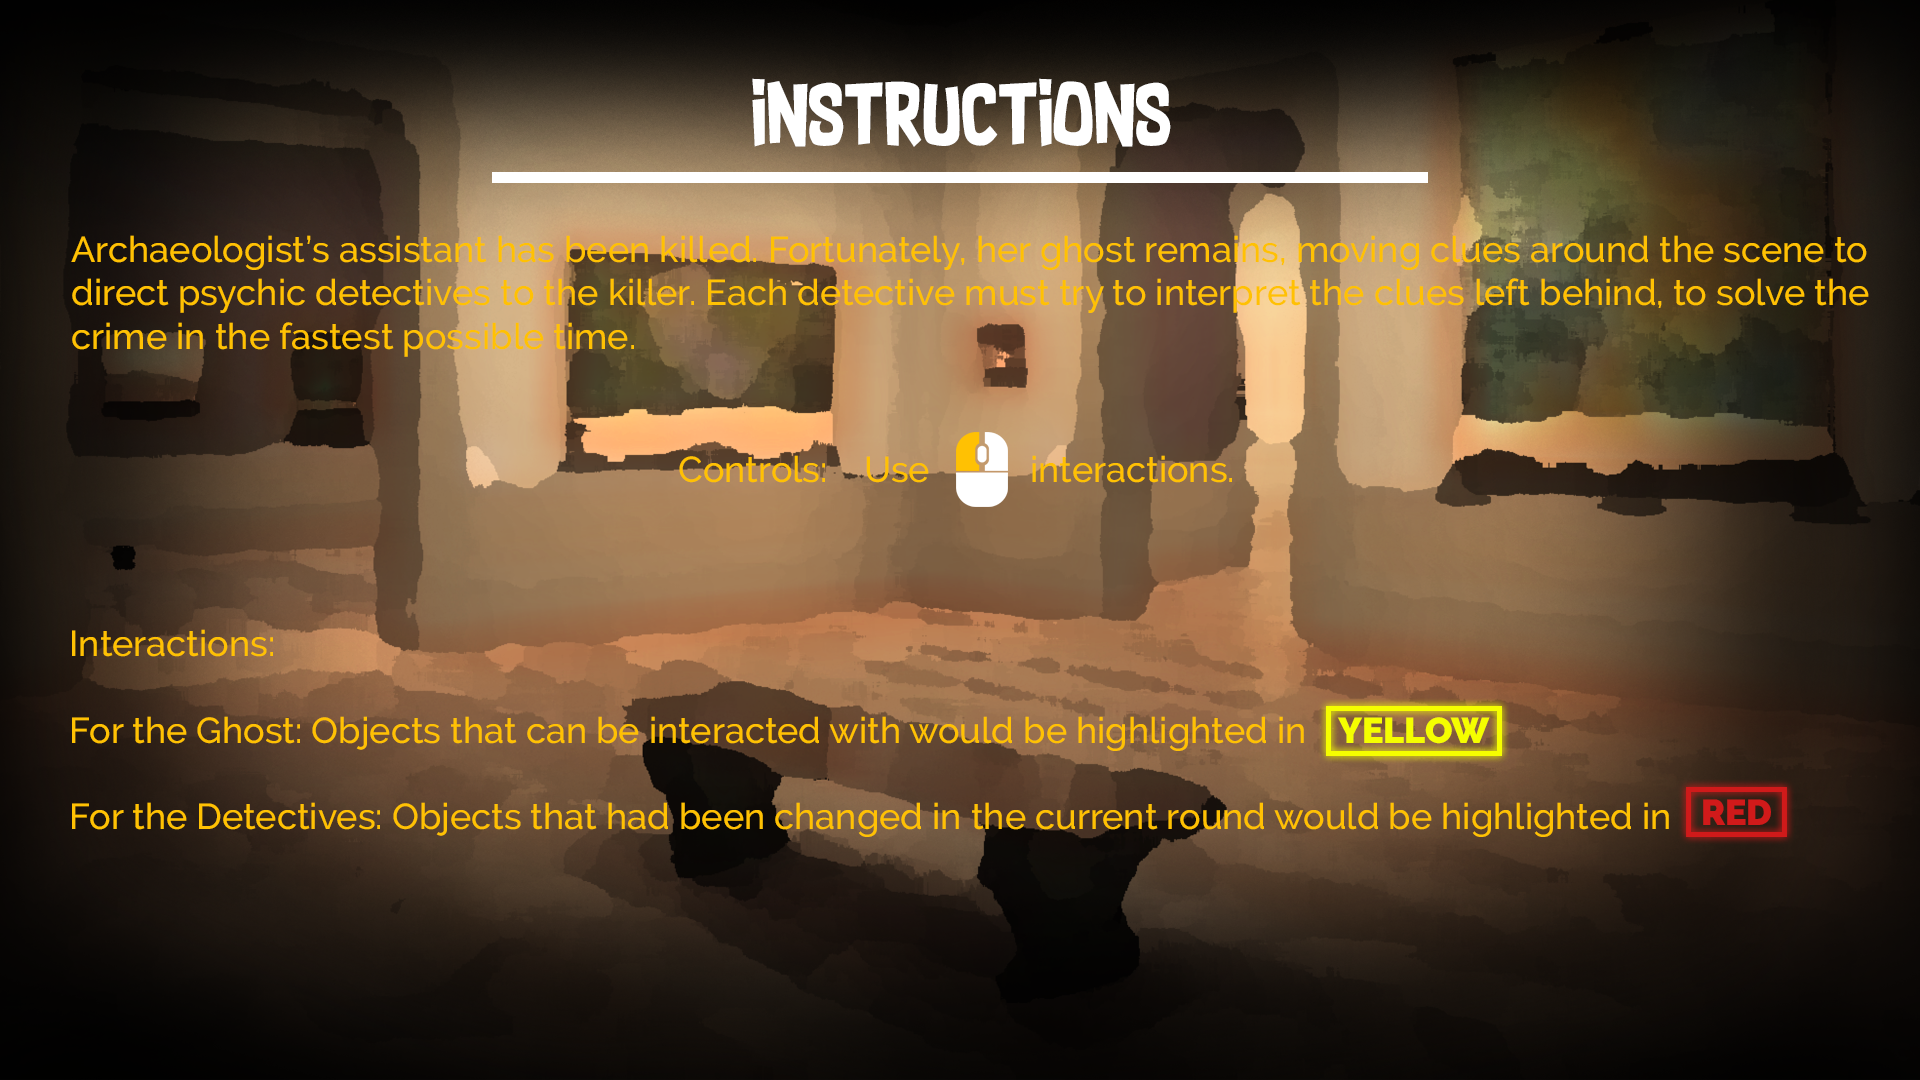 iNSTRUCTiONS
Archaeologist’s assistant has been killed. Fortunately, her ghost remains, moving clues around the scene to
direct psychic detectives to the killer. Each detective must try to interpret the clues left behind, to solve the
crime in the fastest possible time.
Controls: Use interactions.
Interactions:
For the Ghost: Objects that can be interacted with would be highlighted in YELLOW
For the Detectives: Objects that had been changed in the current round would be highlighted in RED